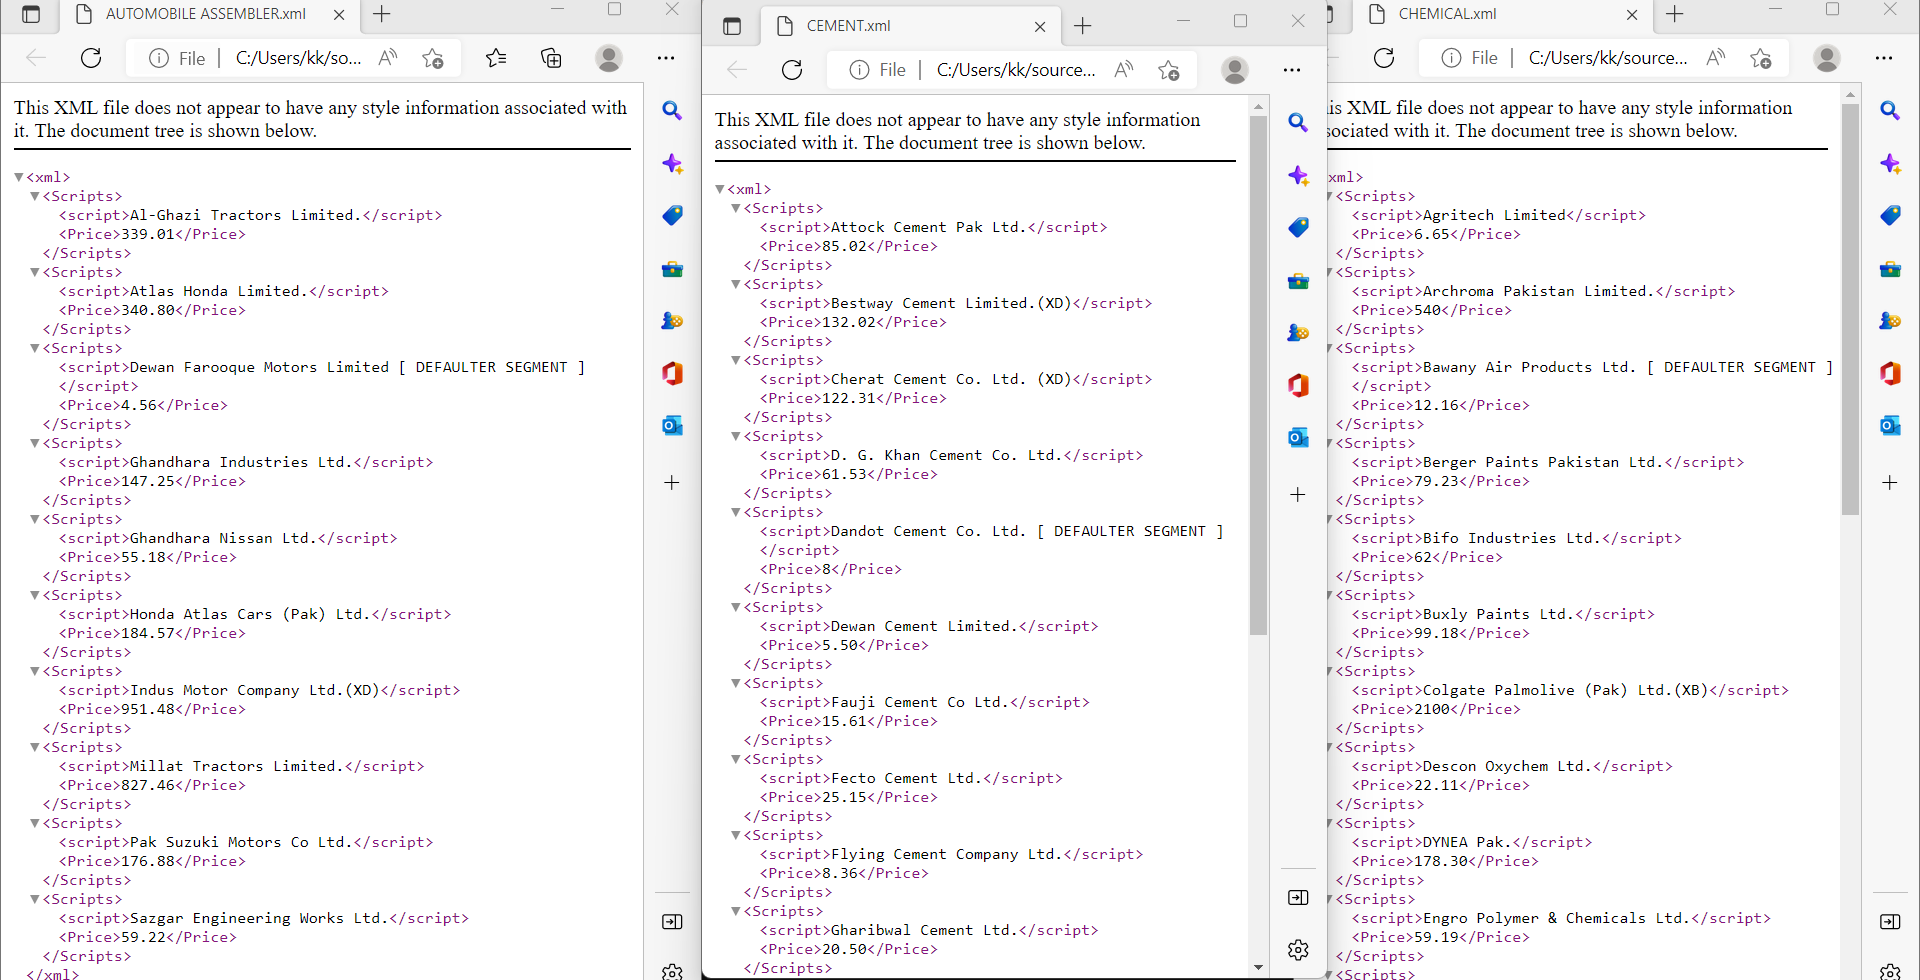 AUTOMOBILE ASSEMBLER.xml
File
C:/Users/kk/so...
This XML file does not appear to have any style information associated with
it. The document tree is shown below.
<xml>
<Scripts>
<script>Al-Ghazi Tractors Limited.</script>
<Price>339.01</Price>
</Scripts>
<Scripts>
<script>Atlas Honda Limited.</script>
<Price>340.80</Price>
</Scripts>
<Scripts>
<script>Dewan Farooque Motors Limited [ DEFAULTER SEGMENT ]
</script>
<Price>4.56</Price>
</Scripts>
<Scripts>
<script>Ghandhara Industries Ltd.</script>
<Price>147.25</Price>
</Scripts>
<Scripts>
<script>Ghandhara Nissan Ltd.</script>
<Price>55.18</Price>
</Scripts>
<Scripts>
<script>Honda Atlas Cars (Pak) Ltd.</script>
<Price>184.57</Price>
</Scripts>
<Scripts>
<script>Indus Motor Company Ltd.(XD)</script>
<Price>951.48</Price>
</Scripts>
<Scripts>
<script>Millat Tractors Limited.</script>
<Price>827.46</Price>
</Scripts>
<Scripts>
<script>Pak Suzuki Motors Co Ltd.</script>
<Price>176.88</Price>
</Scripts>
<Scripts>
<script>Sazgar Engineering Works Ltd.</script>
<Price>59.22</Price>
</Scripts>
</xml>
CEMENT.xml
File
C:/Users/kk/source...
This XML file does not appear to have any style information
associated with it. The document tree is shown below.
<xml>
<Scripts>
<script>Attock Cement Pak Ltd.</script>
<Price>85.02</Price>
</Scripts>
<Scripts>
<script>Bestway Cement Limited.(XD)</script>
<Price>132.02</Price>
</Scripts>
<Scripts>
<script>Cherat Cement Co. Ltd. (XD)</script>
<Price>122.31</Price>
</Scripts>
<Scripts>
<script>D. G. Khan Cement Co. Ltd.</script>
<Price>61.53</Price>
</Scripts>
<Scripts>
<script>Dandot Cement Co. Ltd. [ DEFAULTER SEGMENT ]
</script>
<Price>8</Price>
</Scripts>
<Scripts>
<script>Dewan Cement Limited.</script>
<Price>5.50</Price>
</Scripts>
<Scripts>
<script>Fauji Cement Co Ltd.</script>
<Price>15.61</Price>
</Scripts>
<Scripts>
<script>Fecto Cement Ltd.</script>
<Price>25.15</Price>
</Scripts>
<Scripts>
<script>Flying Cement Company Ltd.</script>
<Price>8.36</Price>
</Scripts>
<Scripts>
<script>Gharibwal Cement Ltd.</script>
<Price>20.50</Price>
</Scripts>
CHEMICAL.xml
File
C:/Users/kk/source...
is XML file does not appear to have any style information
sociated with it. The document tree is shown below.
xml>
<Scripts>
<script>Agritech Limited</script>
<Price>6.65</Price>
</Scripts>
<Scripts>
<script>Archroma Pakistan Limited.</script>
<Price>540</Price>
</Scripts>
<Scripts>
<script>Bawany Air Products Ltd. [ DEFAULTER SEGMENT ]
</script>
<Price>12.16</Price>
</Scripts>
<Scripts>
<script>Berger Paints Pakistan Ltd.</script>
<Price>79.23</Price>
</Scripts>
<Scripts>
<script>Bifo Industries Ltd.</script>
<Price>62</Price>
</Scripts>
<Scripts>
<script>Buxly Paints Ltd.</script>
<Price>99.18</Price>
</Scripts>
<Scripts>
<script>Colgate Palmolive (Pak) Ltd.(XB)</script>
<Price>2100</Price>
</Scripts>
<Scripts>
<script>Descon Oxychem Ltd.</script>
<Price>22.11</Price>
</Scripts>
<Scripts>
<script>DYNEA Pak.</script>
<Price>178.30</Price>
</Scripts>
<Scripts>
<script>Engro Polymer & Chemicals Ltd.</script>
<Price>59.19</Price>
</Scripts>
<Scripts>